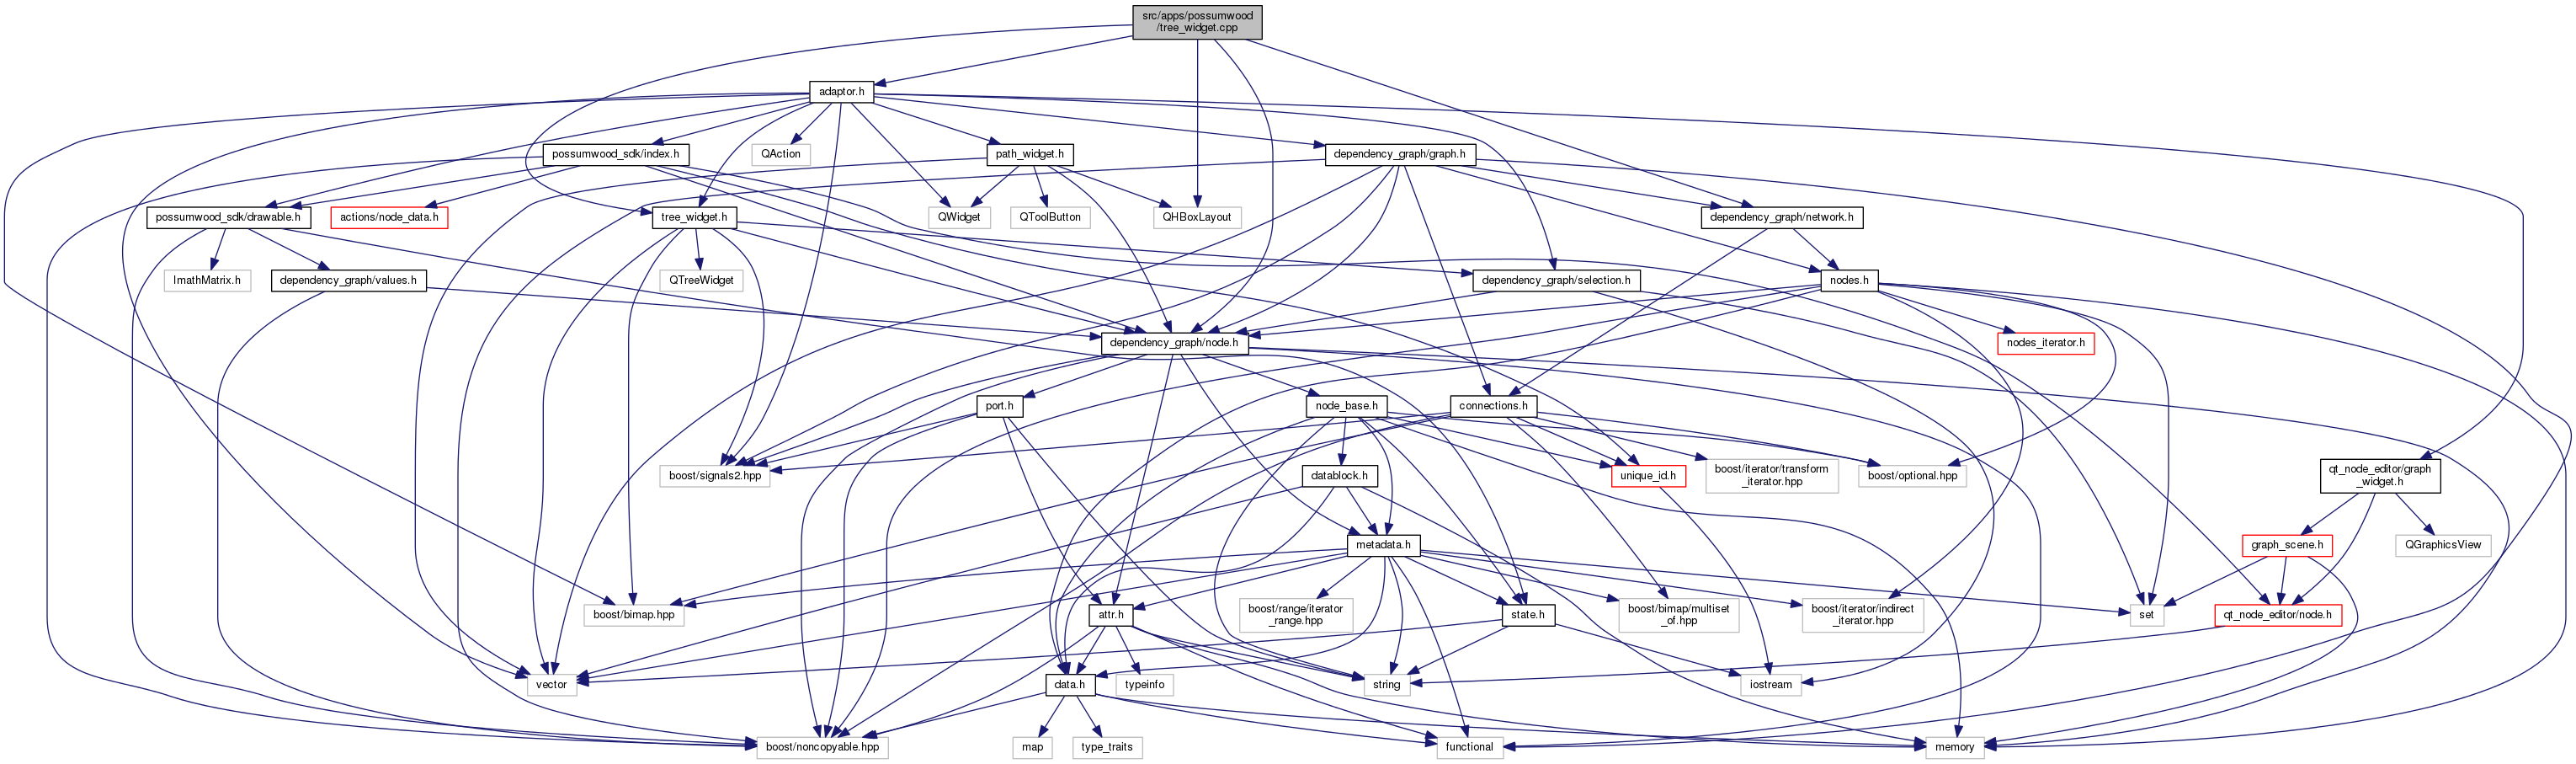 src/apps/possumwood
/tree_widget.cpp
adaptor.h
possumwood_sdk/index.h
QAction
path_widget.h
dependency_graph/graph.h
possumwood_sdk/drawable.h
actions/node_data.h
tree_widget.h
QWidget
QToolButton
QHBoxLayout
dependency_graph/network.h
ImathMatrix.h
dependency_graph/values.h
QTreeWidget
dependency_graph/selection.h
nodes.h
dependency_graph/node.h
nodes_iterator.h
port.h
node_base.h
connections.h
boost/signals2.hpp
datablock.h
unique_id.h
boost/iterator/transform
_iterator.hpp
boost/optional.hpp
qt_node_editor/graph
_widget.h
metadata.h
graph_scene.h
QGraphicsView
boost/bimap.hpp
attr.h
boost/range/iterator
_range.hpp
state.h
boost/bimap/multiset
_of.hpp
boost/iterator/indirect
_iterator.hpp
set
qt_node_editor/node.h
vector
data.h
typeinfo
string
iostream
boost/noncopyable.hpp
map
type_traits
functional
memory